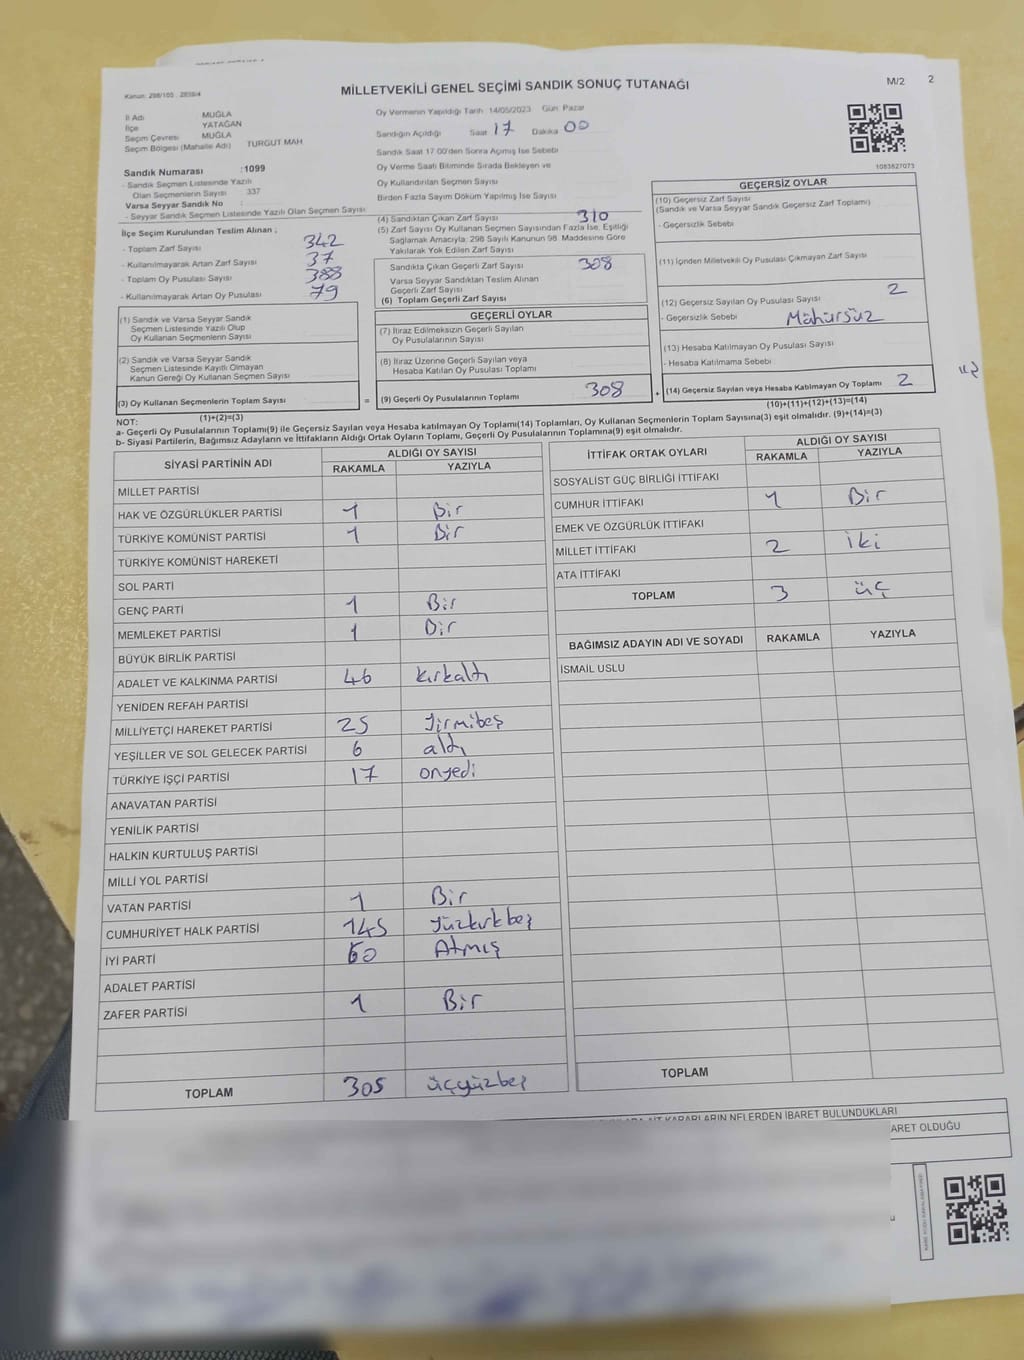 MİLLETVEKİLİ GENEL SEÇİMİ SANDIK SONUÇ TUTANAĞI
M/2 2
Kanun: 298/105 . 2839/4
İl Adı MUĞLA
İlçe YATAĞAN
Seçim Çevresi MUĞLA
Seçim Bölgesi (Mahalle Adı) TURGUT MAH
Sandık Numarası :1099
- Sandık Seçmen Listesinde Yazılı
Olan Seçmenlerin Sayısı 337
Varsa Seyyar Sandık No :
- Seyyar Sandık Seçmen Listesinde Yazılı Olan Seçmen Sayısı
Oy Vermenin Yapıldığı Tarih :14/05/2023 Gün: Pazar
Sandığın Açıldığı Saat 17 Dakika 00
Sandık Saat 17:00'den Sonra Açımış İse Sebebi
Oy Verme Saati Bitiminde Sırada Bekleyen ve
Oy Kullandırılan Seçmen Sayısı
Birden Fazla Sayım Döküm Yapılmış İse Sayısı
1083827073
İlçe Seçim Kurulundan Teslim Alınan ;
- Toplam Zarf Sayısı 342
- Kullanılmayarak Artan Zarf Sayısı 37
- Toplam Oy Pusulası Sayısı 388
- Kullanılmayarak Artan Oy Pusulası 79
(1) Sandık ve Varsa Seyyar Sandık
Seçmen Listesinde Yazılı Olup
Oy Kullanan Seçmenlerin Sayısı
(2) Sandık ve Varsa Seyyar Sandık
Seçmen Listesinde Kayıtlı Olmayan
Kanun Gereği Oy Kullanan Seçmen Sayısı
(3) Oy Kullanan Seçmenlerin Toplam Sayısı =
(1)+(2)=(3)
(4) Sandıktan Çıkan Zarf Sayısı 310
(5) Zarf Sayısı Oy Kullanan Seçmen Sayısından Fazla İse, Eşitliği
Sağlamak Amacıyla; 298 Sayılı Kanunun 98. Maddesine Göre
Yakılarak Yok Edilen Zarf Sayısı
Sandıkta Çıkan Geçerli Zarf Sayısı 308
Varsa Seyyar Sandıktan Teslim Alınan
Geçerli Zarf Sayısı
(6) Toplam Geçerli Zarf Sayısı
GEÇERLİ OYLAR
(7) İtiraz Edilmeksizin Geçerli Sayılan
Oy Pusulalarının Sayısı
(8) İtiraz Üzerine Geçerli Sayılan veya
Hesaba Katılan Oy Pusulası Toplamı
(9) Geçerli Oy Pusulalarının Toplamı 308 +
GEÇERSİZ OYLAR
(10) Geçersiz Zarf Sayısı
(Sandık ve Varsa Seyyar Sandık Geçersiz Zarf Toplamı)
- Geçersizlik Sebebi
(11) İçinden Milletvekili Oy Pusulası Çıkmayan Zarf Sayısı
(12) Geçersiz Sayılan Oy Pusulası Sayısı 2
- Geçersizlik Sebebi Mühürsüz
(13) Hesaba Katılmayan Oy Pusulası Sayısı
- Hesaba Katılmama Sebebi
(14) Geçersiz Sayılan veya Hesaba Katılmayan Oy Toplamı 2
(10)+(11)+(12)+(13)=(14)
NOT:
a- Geçerli Oy Pusulalarının Toplamı(9) ile Geçersiz Sayılan veya Hesaba katılmayan Oy Toplamı(14) Toplamları, Oy Kullanan Seçmenlerin Toplam Sayısına(3) eşit olmalıdır. (9)+(14)=(3)
b- Siyasi Partilerin, Bağımsız Adayların ve İttifakların Aldığı Ortak Oyların Toplamı, Geçerli Oy Pusulalarının Toplamına(9) eşit olmalıdır.
SİYASİ PARTİNİN ADI ALDIĞI OY SAYISI
RAKAMLA YAZIYLA
MİLLET PARTİSİ
HAK VE ÖZGÜRLÜKLER PARTİSİ 1 Bir
TÜRKİYE KOMÜNİST PARTİSİ 1 Bir
TÜRKİYE KOMÜNİST HAREKETİ
SOL PARTİ
GENÇ PARTİ 1 Bir
MEMLEKET PARTİSİ 1 Bir
BÜYÜK BİRLİK PARTİSİ
ADALET VE KALKINMA PARTİSİ 46 kırkaltı
YENİDEN REFAH PARTİSİ
MİLLİYETÇİ HAREKET PARTİSİ 25 Yirmibeş
YEŞİLLER VE SOL GELECEK PARTİSİ 6 altı
TÜRKİYE İŞÇİ PARTİSİ 17 onyedi
ANAVATAN PARTİSİ
YENİLİK PARTİSİ
HALKIN KURTULUŞ PARTİSİ
MİLLİ YOL PARTİSİ
VATAN PARTİSİ 1 Bir
CUMHURİYET HALK PARTİSİ 145 Yüzkırkbeş
İYİ PARTİ 60 Atmış
ADALET PARTİSİ
ZAFER PARTİSİ 1 Bir
TOPLAM 305 üçyüzbeş
İTTİFAK ORTAK OYLARI ALDIĞI OY SAYISI
RAKAMLA YAZIYLA
SOSYALİST GÜÇ BİRLİĞİ İTTİFAKI
CUMHUR İTTİFAKI 1 Bir
EMEK VE ÖZGÜRLÜK İTTİFAKI
MİLLET İTTİFAKI 2 iki
ATA İTTİFAKI
TOPLAM 3 üç
BAĞIMSIZ ADAYIN ADI VE SOYADI RAKAMLA YAZIYLA
İSMAİL USLU
TOPLAM
KARARLARIN NELERDEN İBARET BULUNDUKLARI
ARET OLDUĞU